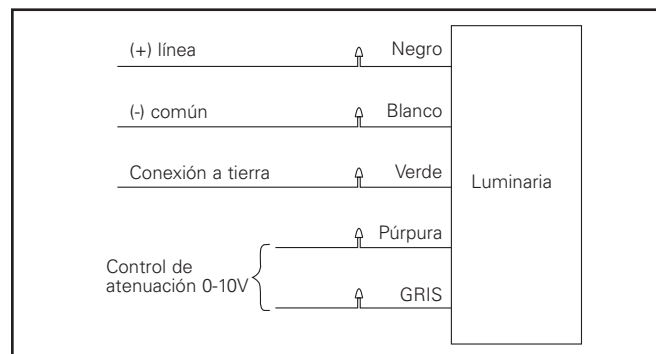 (+) línea
Negro
(-) común
Blanco
Conexión a tierra
Verde
Luminaria
Púrpura
Control de
atenuación 0-10V
GRIS